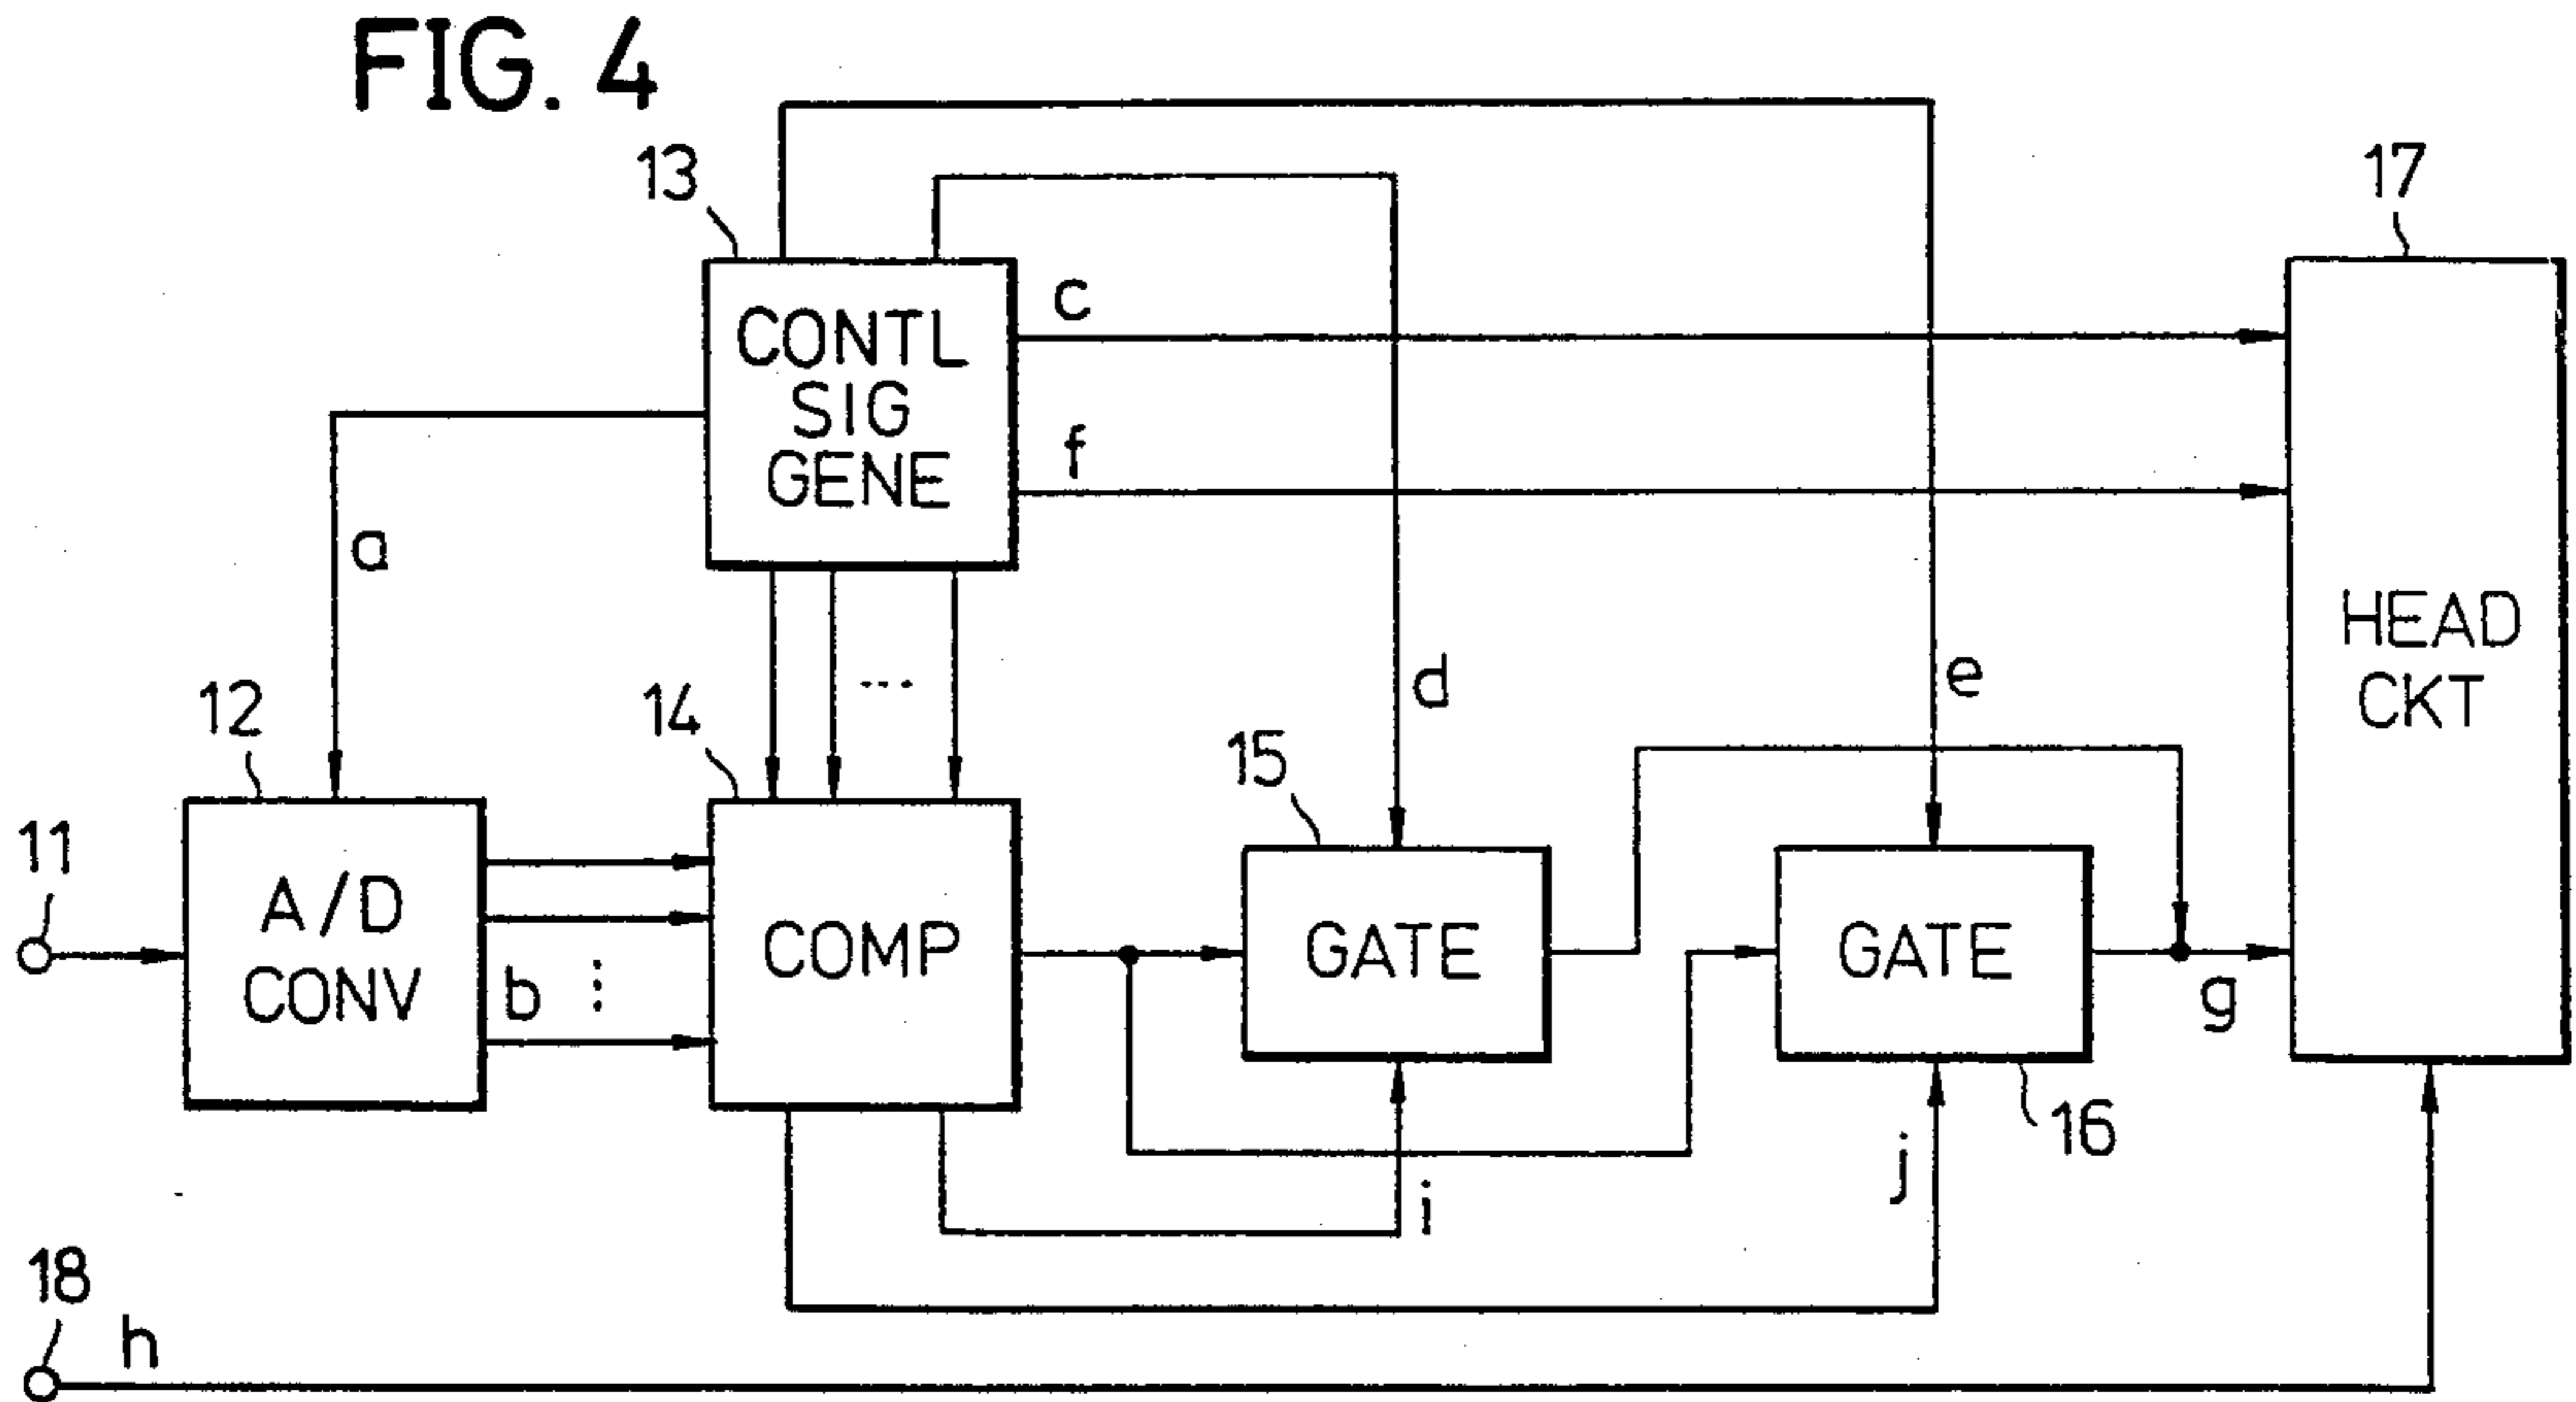 FIG. 4
13
17
CONTL
SIG
GENE
c
f
a
HEAD
CKT
...
d
e
12
14
15
11
A/D
CONV
b
⋮
COMP
GATE
GATE
g
16
i
j
18
h